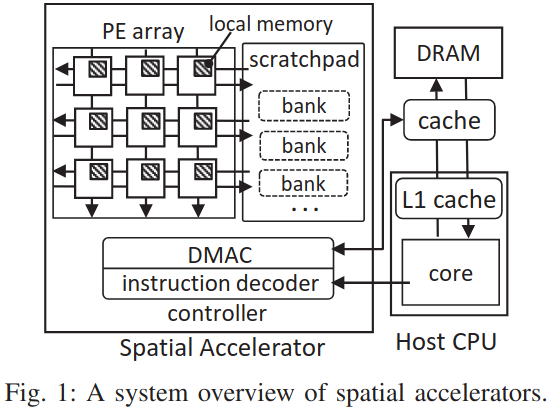 PE array
local memory
scratchpad
bank
bank
bank
...
DMAC
instruction decoder
controller
Spatial Accelerator
DRAM
cache
L1 cache
core
Host CPU
Fig. 1: A system overview of spatial accelerators.